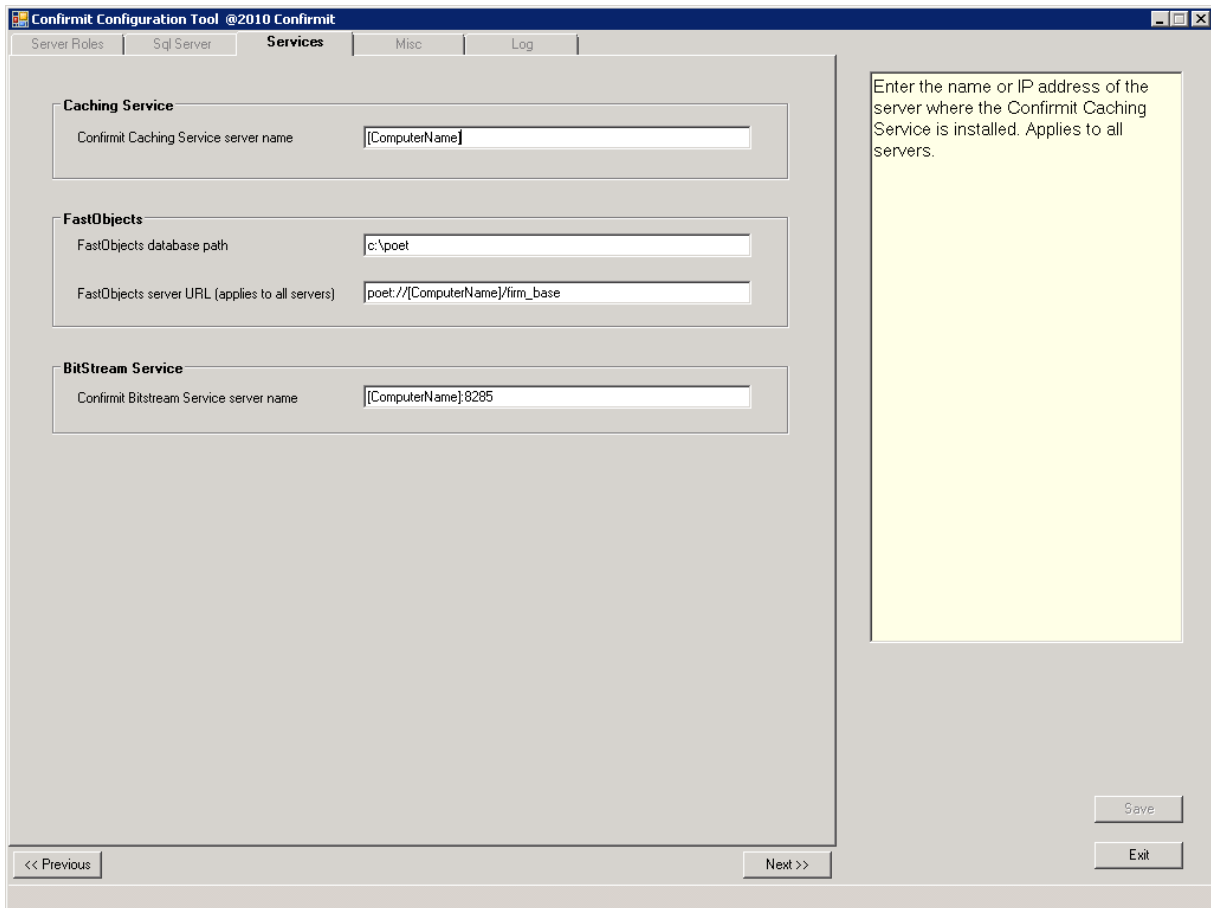 Confirmit Configuration Tool @2010 Confirmit
Server Roles
Sql Server
Services
Misc
Log
Caching Service
Confirmit Caching Service server name
[ComputerName]
FastObjects
FastObjects database path
c:\poet
FastObjects server URL (applies to all servers)
poet://[ComputerName]/firm_base
BitStream Service
Confirmit Bitstream Service server name
[ComputerName]:8285
Enter the name or IP address of the
server where the Confirmit Caching
Service is installed. Applies to all
servers.
Save
<< Previous
Next >>
Exit